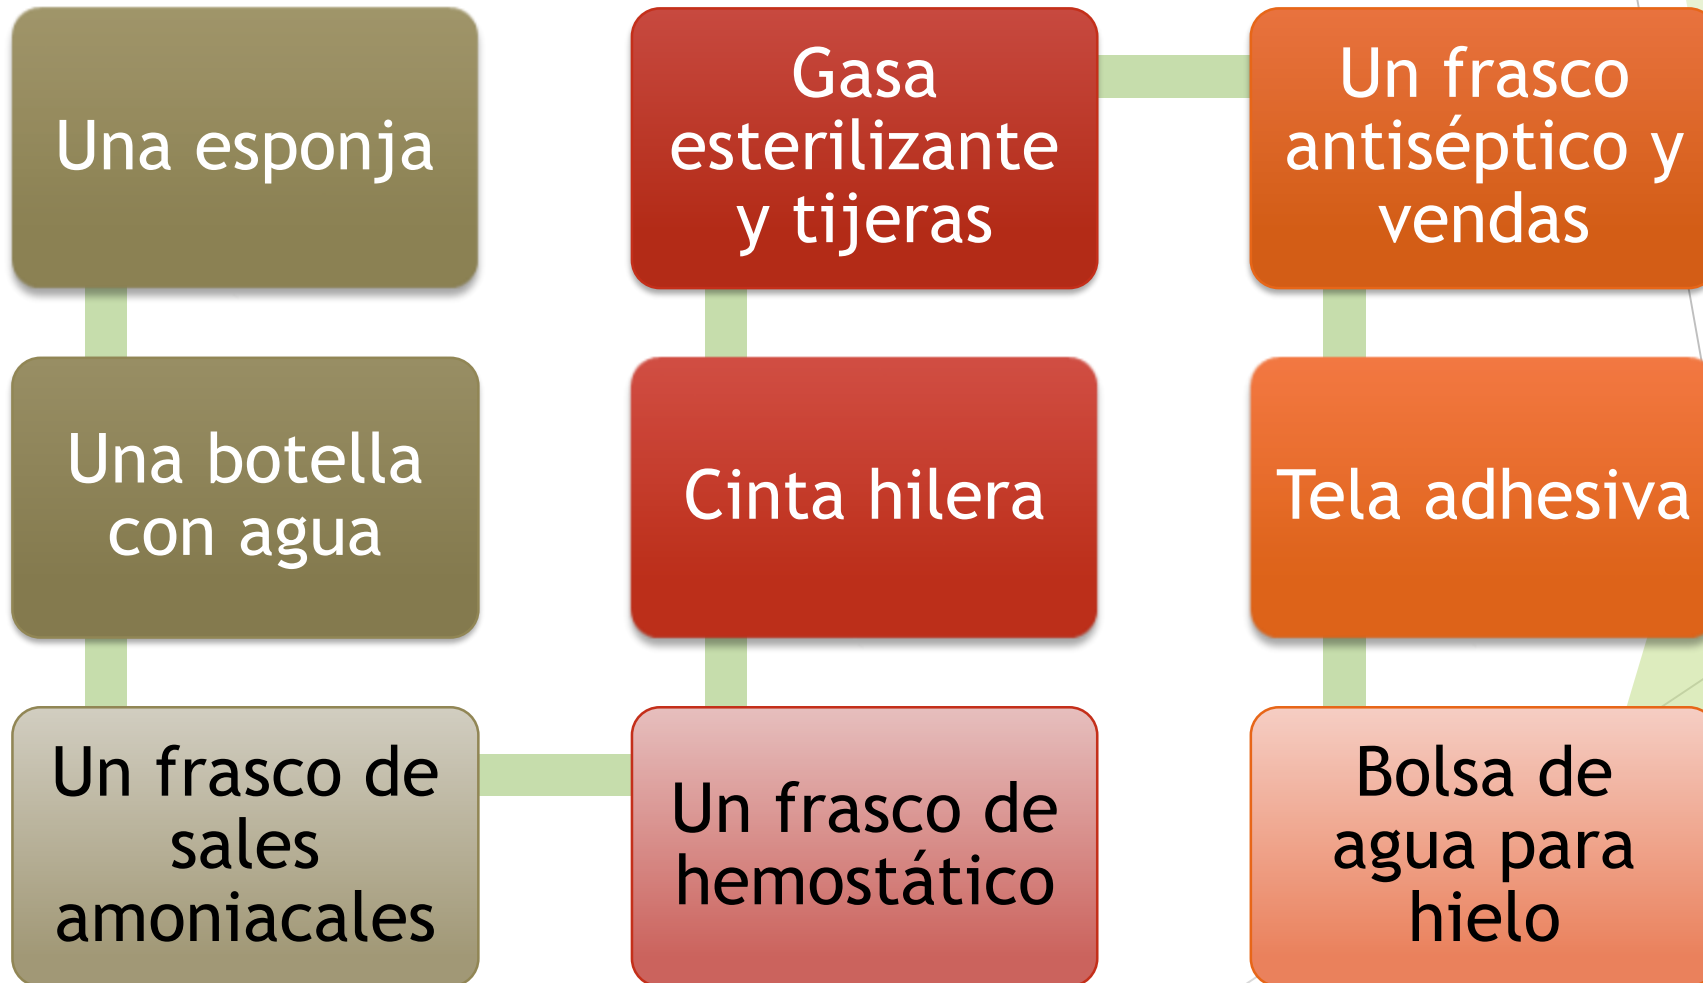 Una esponja
Una botella
con agua
Un frasco de
sales
amoniacales
Un frasco de
hemostático
Cinta hilera
Gasa
esterilizante
y tijeras
Un frasco
antiséptico y
vendas
Tela adhesiva
Bolsa de
agua para
hielo